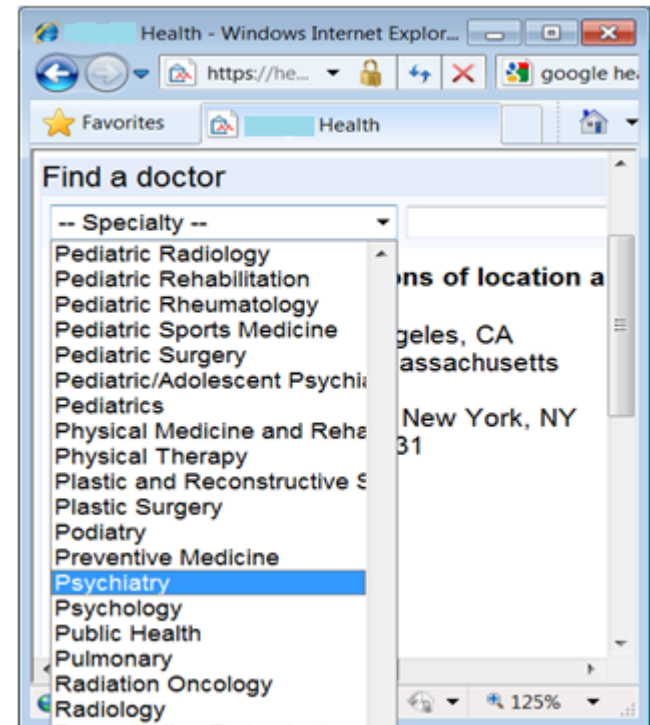 Health - Windows Internet Explor...
https://he...
google he
Favorites
Health
Find a doctor
-- Specialty --
Pediatric Radiology
Pediatric Rehabilitation
ons of location a
Pediatric Rheumatology
Pediatric Sports Medicine
geles, CA
Pediatric Surgery
assachusetts
Pediatric/Adolescent Psychia
Pediatrics
New York, NY
Physical Medicine and Reha
31
Physical Therapy
Plastic and Reconstructive S
Plastic Surgery
Podiatry
Preventive Medicine
Psychiatry
Psychology
Public Health
Pulmonary
Radiation Oncology
Radiology
125%